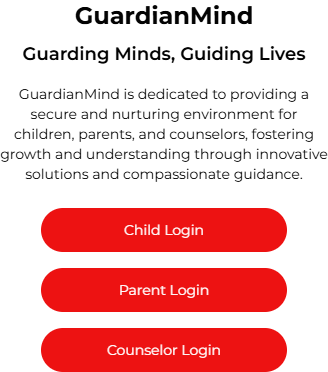 GuardianMind
Guarding Minds, Guiding Lives
GuardianMind is dedicated to providing a
secure and nurturing environment for
children, parents, and counselors, fostering
growth and understanding through innovative
solutions and compassionate guidance.
Child Login
Parent Login
Counselor Login